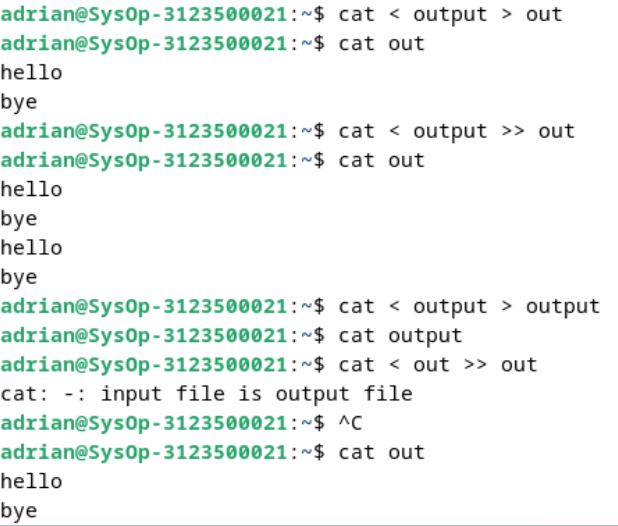 adrian@SysOp-3123500021:~$ cat < output > out
adrian@SysOp-3123500021:~$ cat out
hello
bye
adrian@SysOp-3123500021:~$ cat < output >> out
adrian@SysOp-3123500021:~$ cat out
hello
bye
hello
bye
adrian@SysOp-3123500021:~$ cat < output > output
adrian@SysOp-3123500021:~$ cat output
adrian@SysOp-3123500021:~$ cat < out >> out
cat: -: input file is output file
adrian@SysOp-3123500021:~$ ^C
adrian@SysOp-3123500021:~$ cat out
hello
bye